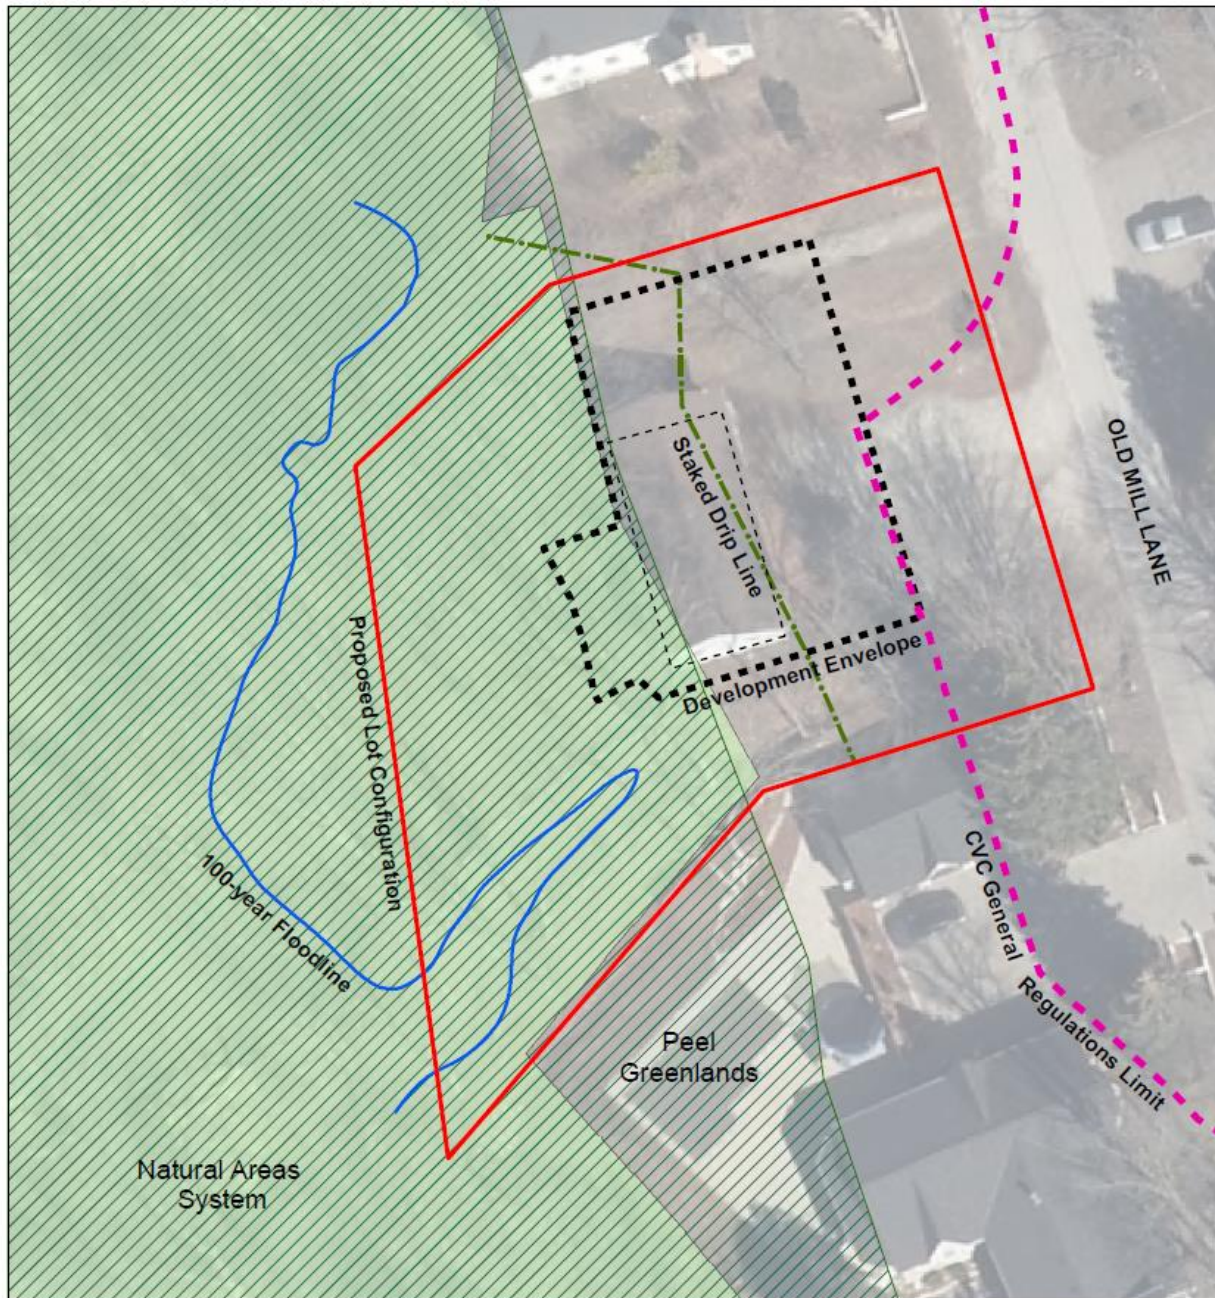 OLD MILL LANE
Staked Drip Line
Development Envelope
Proposed Lot Configuration
100-year Floodline
CVC General
Regulations Limit
Peel
Greenlands
Natural Areas
System